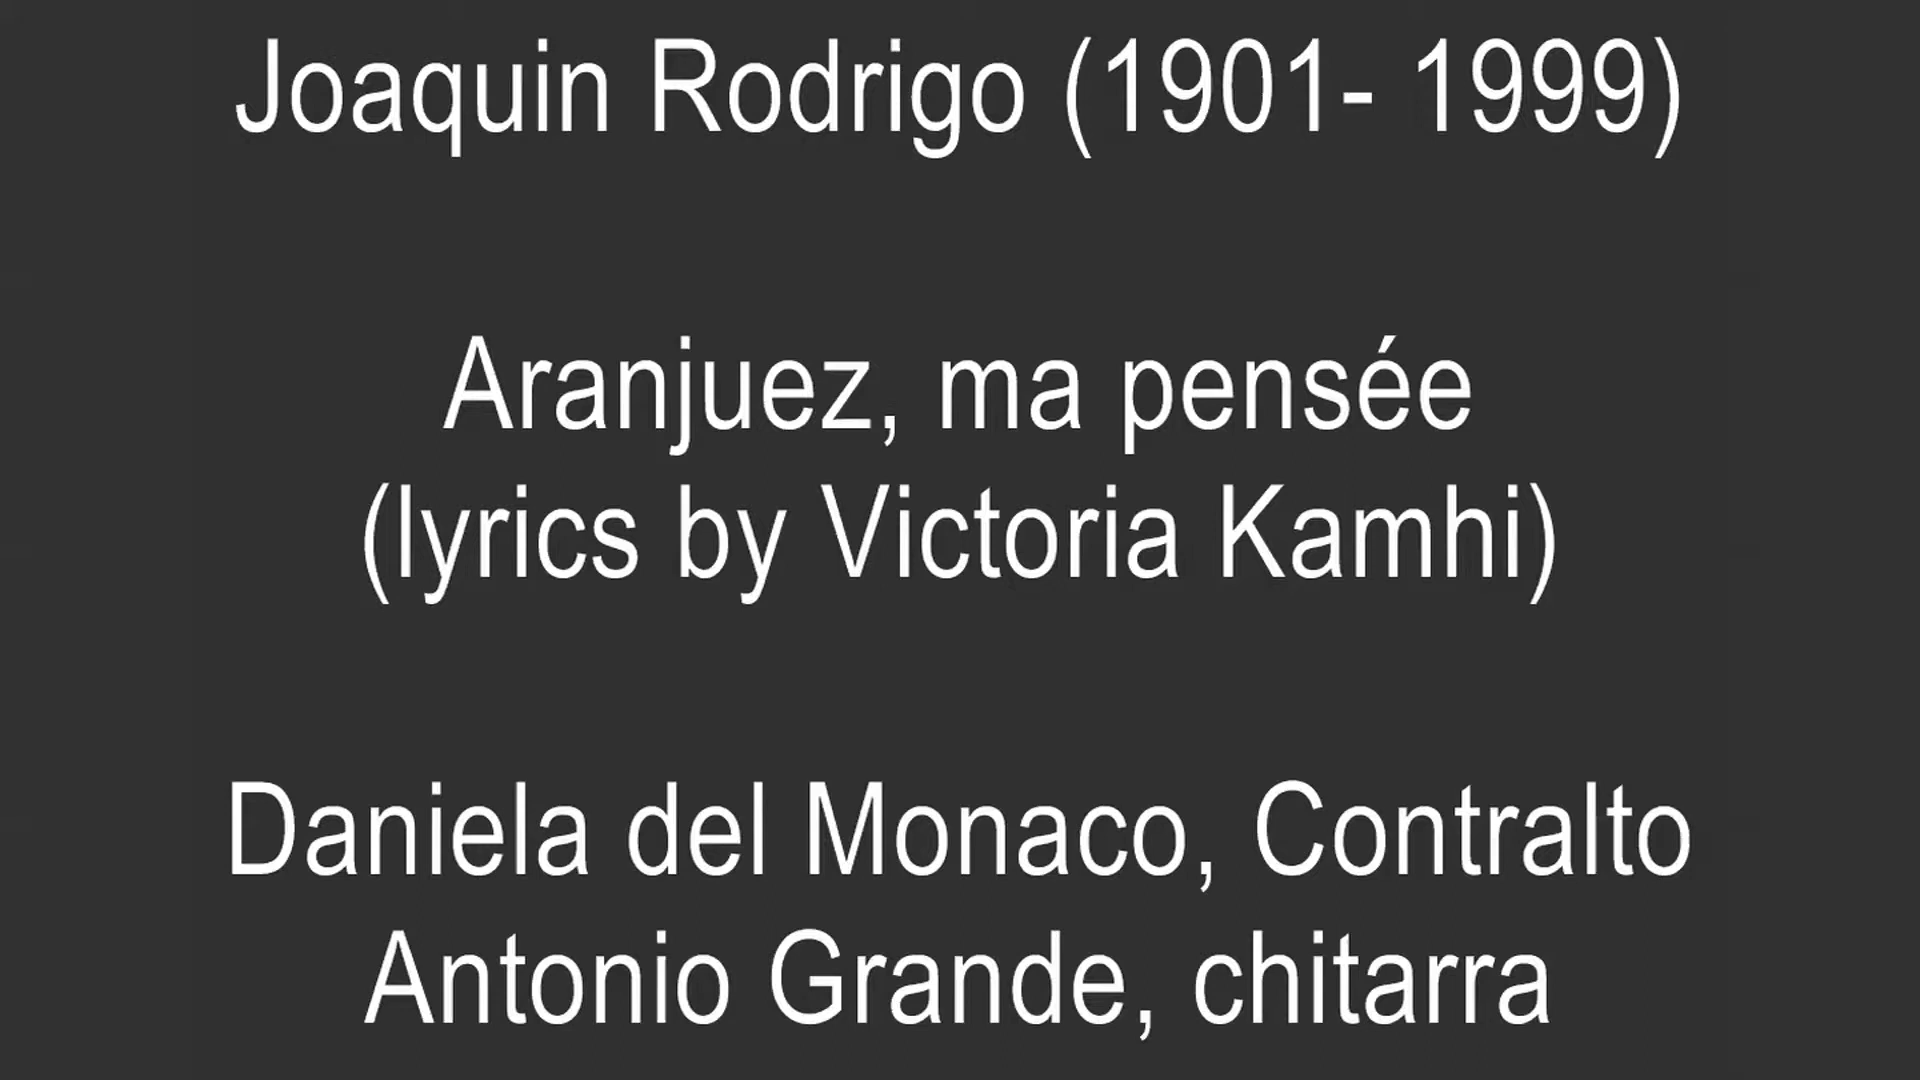 Joaquin Rodrigo (1901- 1999)
Aranjuez, ma pensée
(lyrics by Victoria Kamhi)
Daniela del Monaco, Contralto
Antonio Grande, chitarra